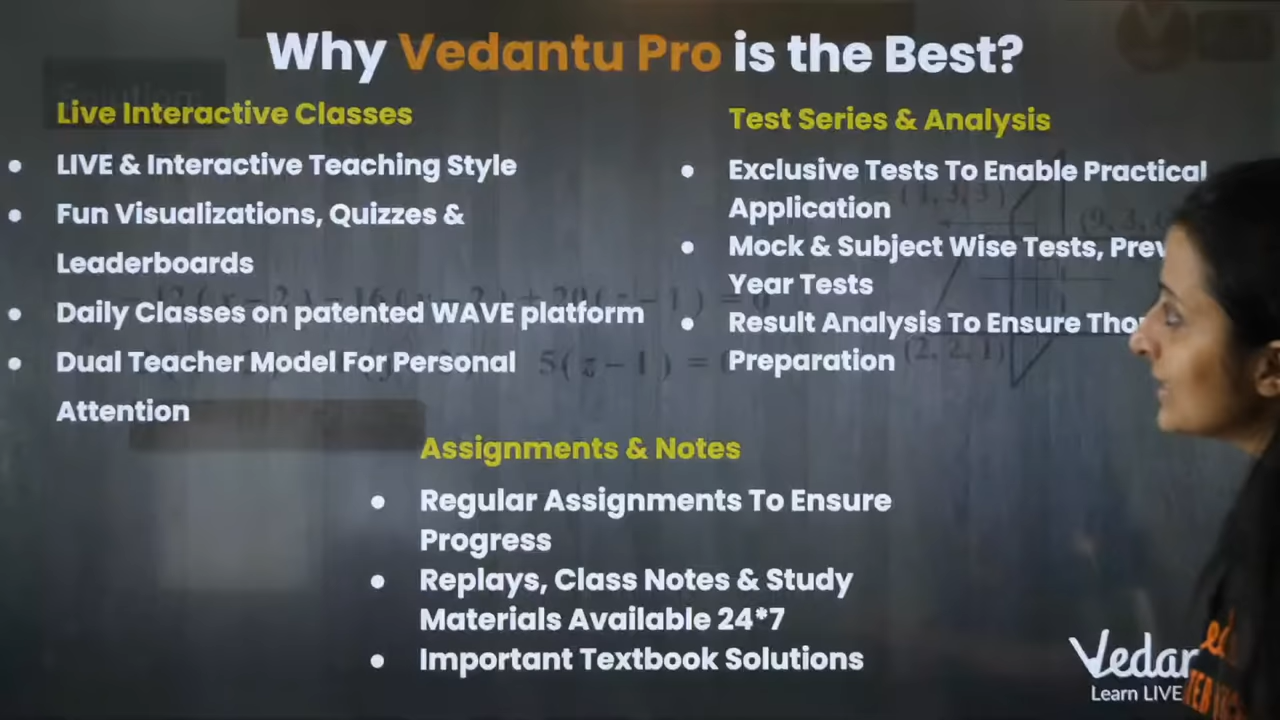 Why Vedantu Pro is the Best?
Live Interactive Classes
LIVE & Interactive Teaching Style
Fun Visualizations, Quizzes &
Leaderboards
Daily Classes on patented WAVE platform
Dual Teacher Model For Personal
Attention
Test Series & Analysis
Exclusive Tests To Enable Practical
Application
Mock & Subject Wise Tests,
Year Tests
Result Analysis To Ensure
Preparation
Assignments & Notes
Regular Assignments To Ensure
Progress
Replays, Class Notes & Study
Materials Available 24*7
Important Textbook Solutions
Learn LIVE